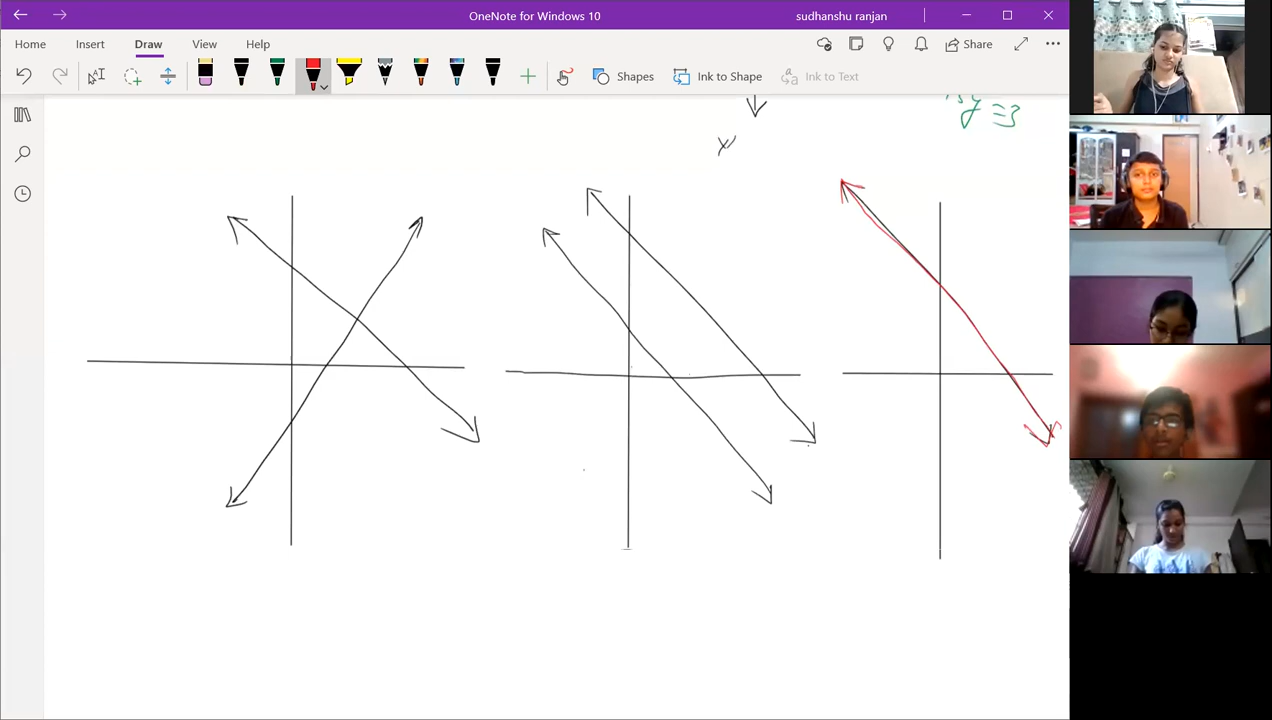 OneNote for Windows 10
sudhanshu ranjan
Home Insert Draw View Help
Share
Shapes
Ink to Shape
Ink to Text
x'